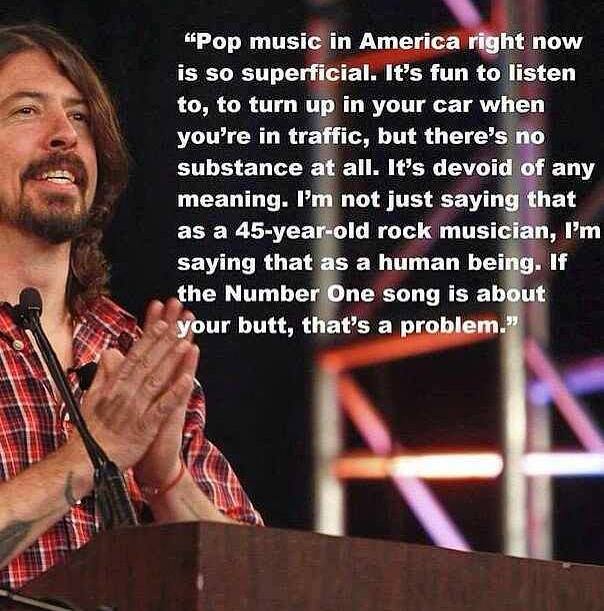 “Pop music in America right now
is so superficial. It’s fun to listen
to, to turn up in your car when
you’re in traffic, but there’s no
substance at all. It’s devoid of any
meaning. I’m not just saying that
as a 45-year-old rock musician, I’m
saying that as a human being. If
the Number One song is about
your butt, that’s a problem.”